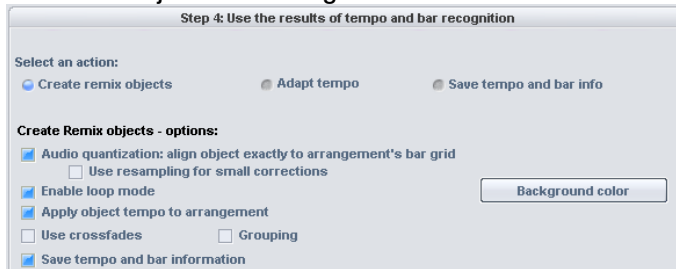 Step 4: Use the results of tempo and bar recognition
Select an action:
Create remix objects Adapt tempo Save tempo and bar info
Create Remix objects - options:
Audio quantization: align object exactly to arrangement's bar grid
Use resampling for small corrections
Enable loop mode Background color
Apply object tempo to arrangement
Use crossfades Grouping
Save tempo and bar information